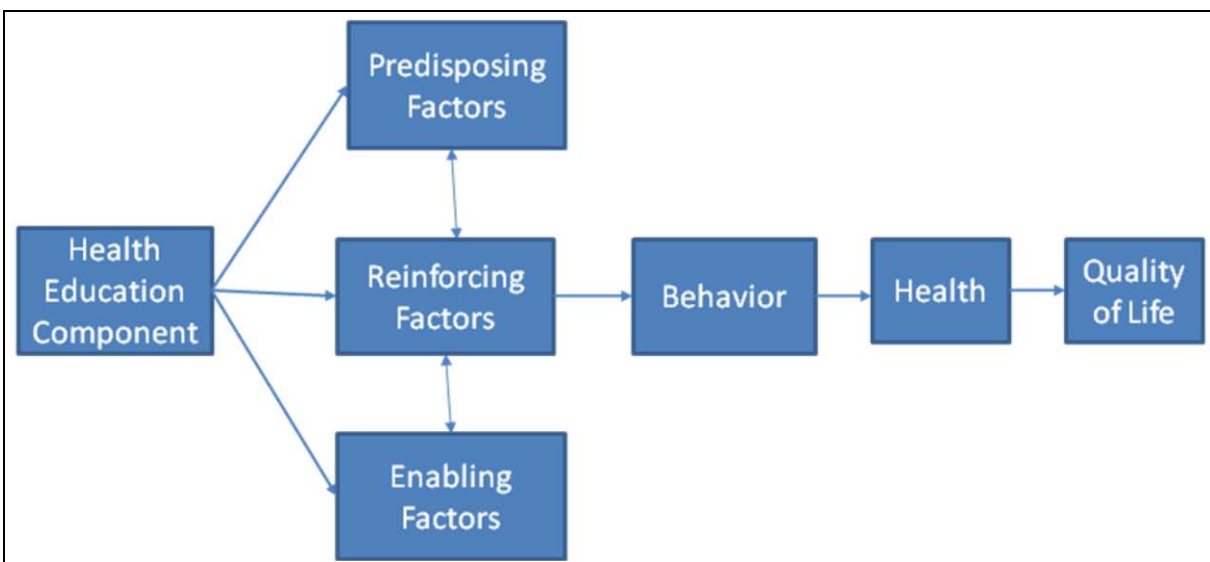 Predisposing
Factors
Health
Education
Component
Reinforcing
Factors
Behavior
Health
Quality
of Life
Enabling
Factors